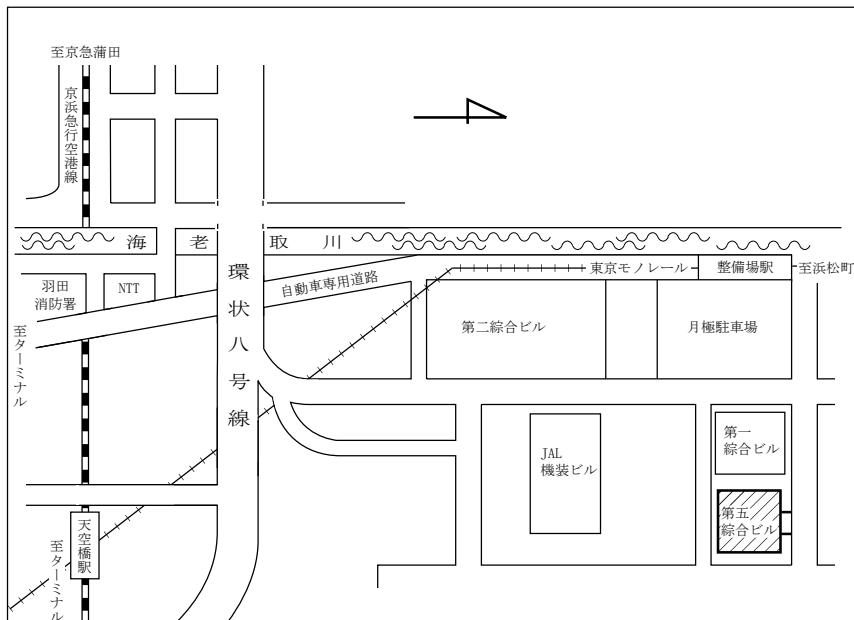 至京急蒲田
京浜急行空港線
海老取川
環状八号線
羽田
消防署
NTT
自動車専用道路
東京モノレール
整備場駅
至浜松町
至ターミナル
第二綜合ビル
月極駐車場
JAL
機装ビル
第一
綜合ビル
第五
綜合ビル
天空橋駅
至ターミナル